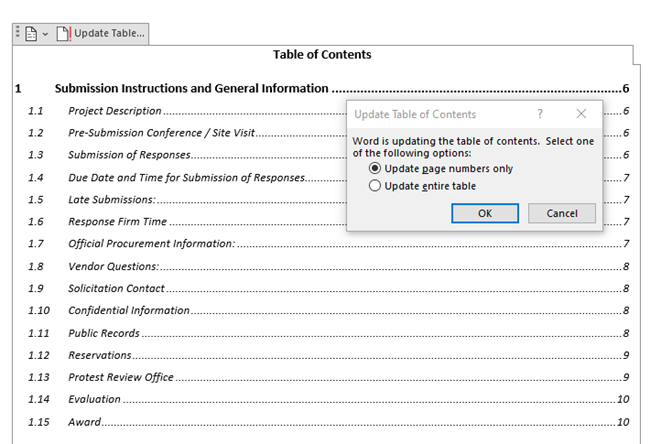 Update Table...
Table of Contents
1 Submission Instructions and General Information ........................................................................6
1.1 Project Description..........6
1.2 Pre-Submission Conference / Site Visit..........6
1.3 Submission of Responses..........6
1.4 Due Date and Time for Submission of Responses..........7
1.5 Late Submissions:..........7
1.6 Response Firm Time..........7
1.7 Official Procurement Information:..........7
1.8 Vendor Questions:..........8
1.9 Solicitation Contact..........8
1.10 Confidential Information..........8
1.11 Public Records..........8
1.12 Reservations..........9
1.13 Protest Review Office..........9
1.14 Evaluation..........10
1.15 Award..........10
Update Table of Contents ? ×
Word is updating the table of contents. Select one
of the following options:
Update page numbers only
Update entire table
OK Cancel